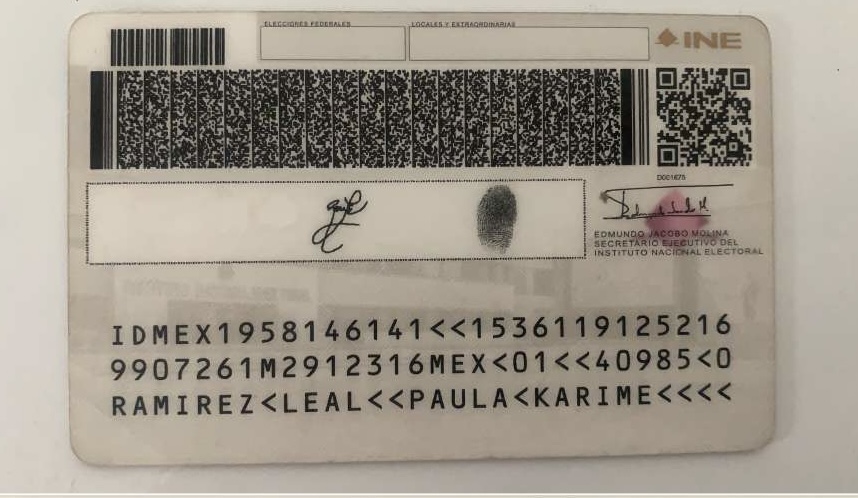 ELECCIONES FEDERALES
LOCALES Y EXTRAORDINARIAS
INE
D001675
EDMUNDO JACOBO MOLINA
SECRETARIO EJECUTIVO DEL
INSTITUTO NACIONAL ELECTORAL
IDMEX1958146141<<1536119125216
9907261M2912316MEX<01<<40985<0
RAMIREZ<LEAL<<PAULA<KARIME<<<<